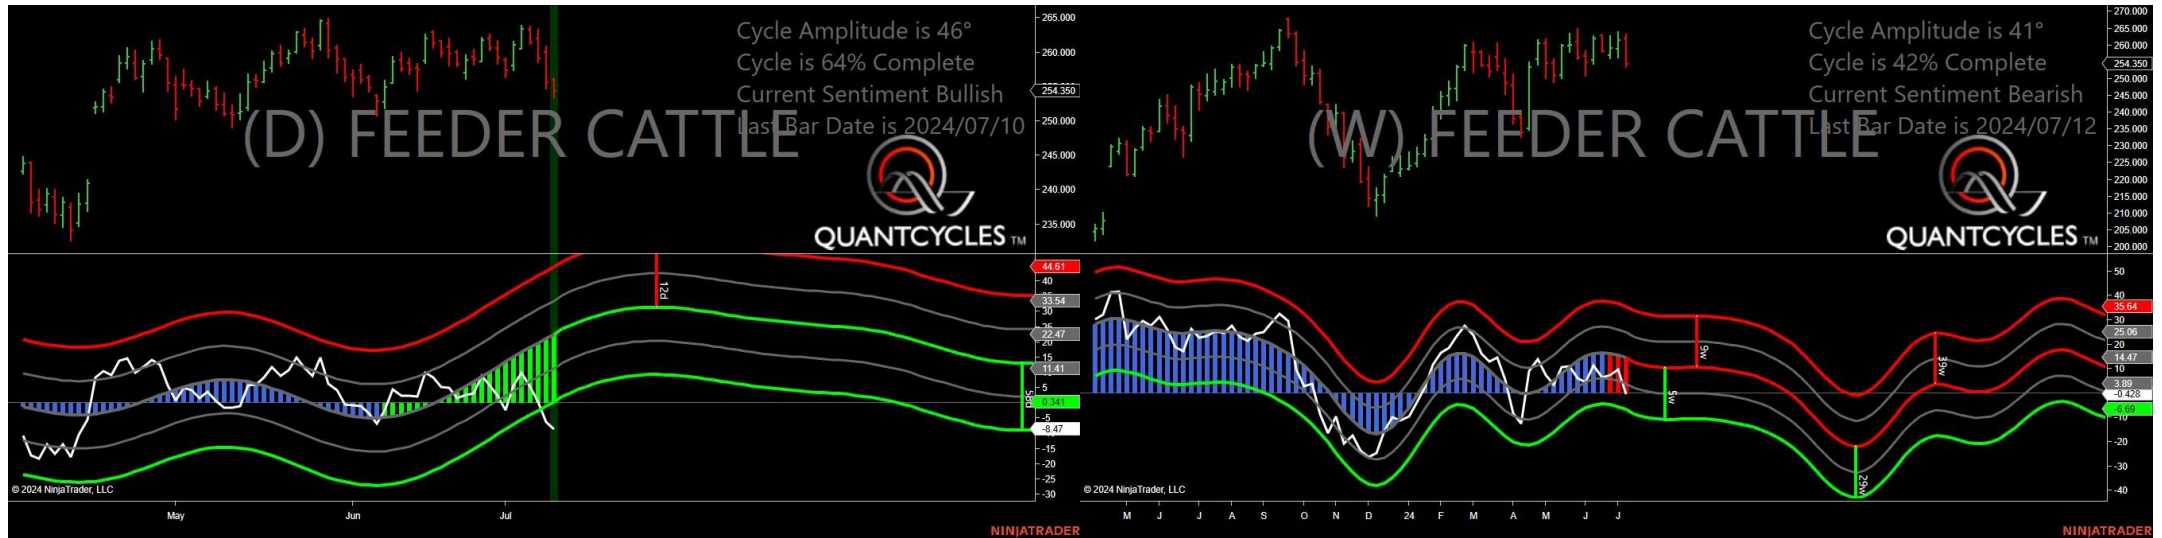 Cycle Amplitude is 46°
Cycle is 64% Complete
Current Sentiment Bullish
Last Bar Date is 2024/07/10
(D) FEEDER CATTLE
QUANTCYCLES TM
265.000
260.000
254.350
250.000
245.000
240.000
235.000
44.61
40
33.54
30
25
22.47
20
15
11.41
5
0.341
-5
-8.47
-15
-20
-25
-30
12d
58d
© 2024 NinjaTrader, LLC
May
Jun
Jul
NINJATRADER
Cycle Amplitude is 41°
Cycle is 42% Complete
Current Sentiment Bearish
Last Bar Date is 2024/07/12
(W) FEEDER CATTLE
QUANTCYCLES TM
270.000
265.000
260.000
254.350
250.000
245.000
240.000
235.000
230.000
225.000
220.000
215.000
210.000
205.000
200.000
50
40
35.64
30
25.06
20
14.47
10
3.89
-0.428
-6.69
-10
-20
-30
-40
9w
5w
39w
29w
© 2024 NinjaTrader, LLC
M
J
J
A
S
O
N
D
24
F
M
A
M
J
J
NINJATRADER